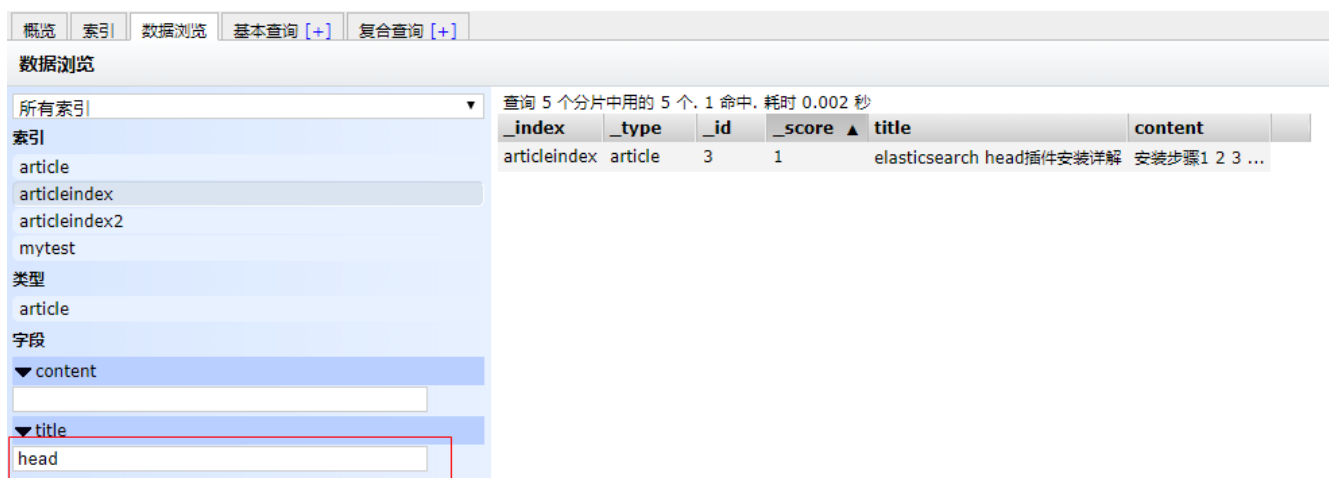 概览 索引 数据浏览 基本查询 [+] 复合查询 [+]
数据浏览
所有索引
索引
article
articleindex
articleindex2
mytest
类型
article
字段
content
title
head
查询 5 个分片中用的 5 个. 1 命中. 耗时 0.002 秒
_index _type _id _score ▲ title content
articleindex article 3 1 elasticsearch head插件安装详解 安装步骤1 2 3 ...